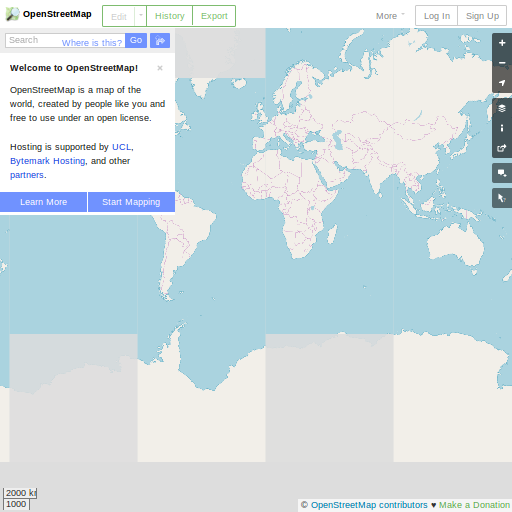 OpenStreetMap
Edit
History
Export
More
Log In
Sign Up
Search
Where is this?
Go
Welcome to OpenStreetMap!
×
OpenStreetMap is a map of the
world, created by people like you and
free to use under an open license.
Hosting is supported by UCL,
Bytemark Hosting, and other
partners.
Learn More
Start Mapping
2000 k
1000
© OpenStreetMap contributors ♥ Make a Donation